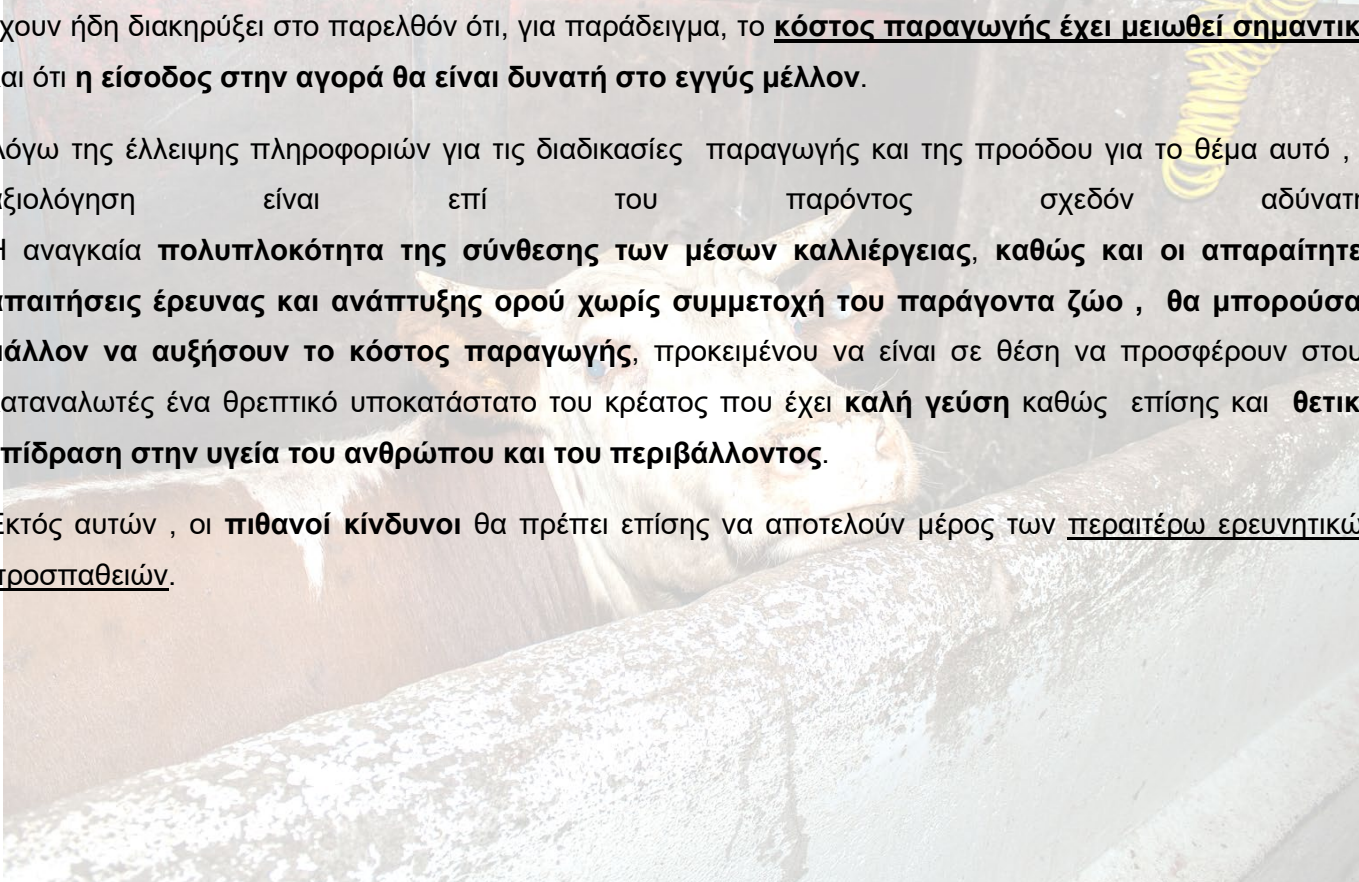 χουν ήδη διακηρύξει στο παρελθόν ότι, για παράδειγμα, το κόστος παραγωγής έχει μειωθεί σημαντικ
αι ότι η είσοδος στην αγορά θα είναι δυνατή στο εγγύς μέλλον.
λόγω της έλλειψης πληροφοριών για τις διαδικασίες παραγωγής και της προόδου για το θέμα αυτό ,
ξιολόγηση είναι επί του παρόντος σχεδόν αδύνατη
Η αναγκαία πολυπλοκότητα της σύνθεσης των μέσων καλλιέργειας, καθώς και οι απαραίτητε
απαιτήσεις έρευνας και ανάπτυξης ορού χωρίς συμμετοχή του παράγοντα ζώο , θα μπορούσα
μάλλον να αυξήσουν το κόστος παραγωγής, προκειμένου να είναι σε θέση να προσφέρουν στου
αταναλωτές ένα θρεπτικό υποκατάστατο του κρέατος που έχει καλή γεύση καθώς επίσης και θετικ
πίδραση στην υγεία του ανθρώπου και του περιβάλλοντος.
Εκτός αυτών , οι πιθανοί κίνδυνοι θα πρέπει επίσης να αποτελούν μέρος των περαιτέρω ερευνητικώ
προσπαθειών.